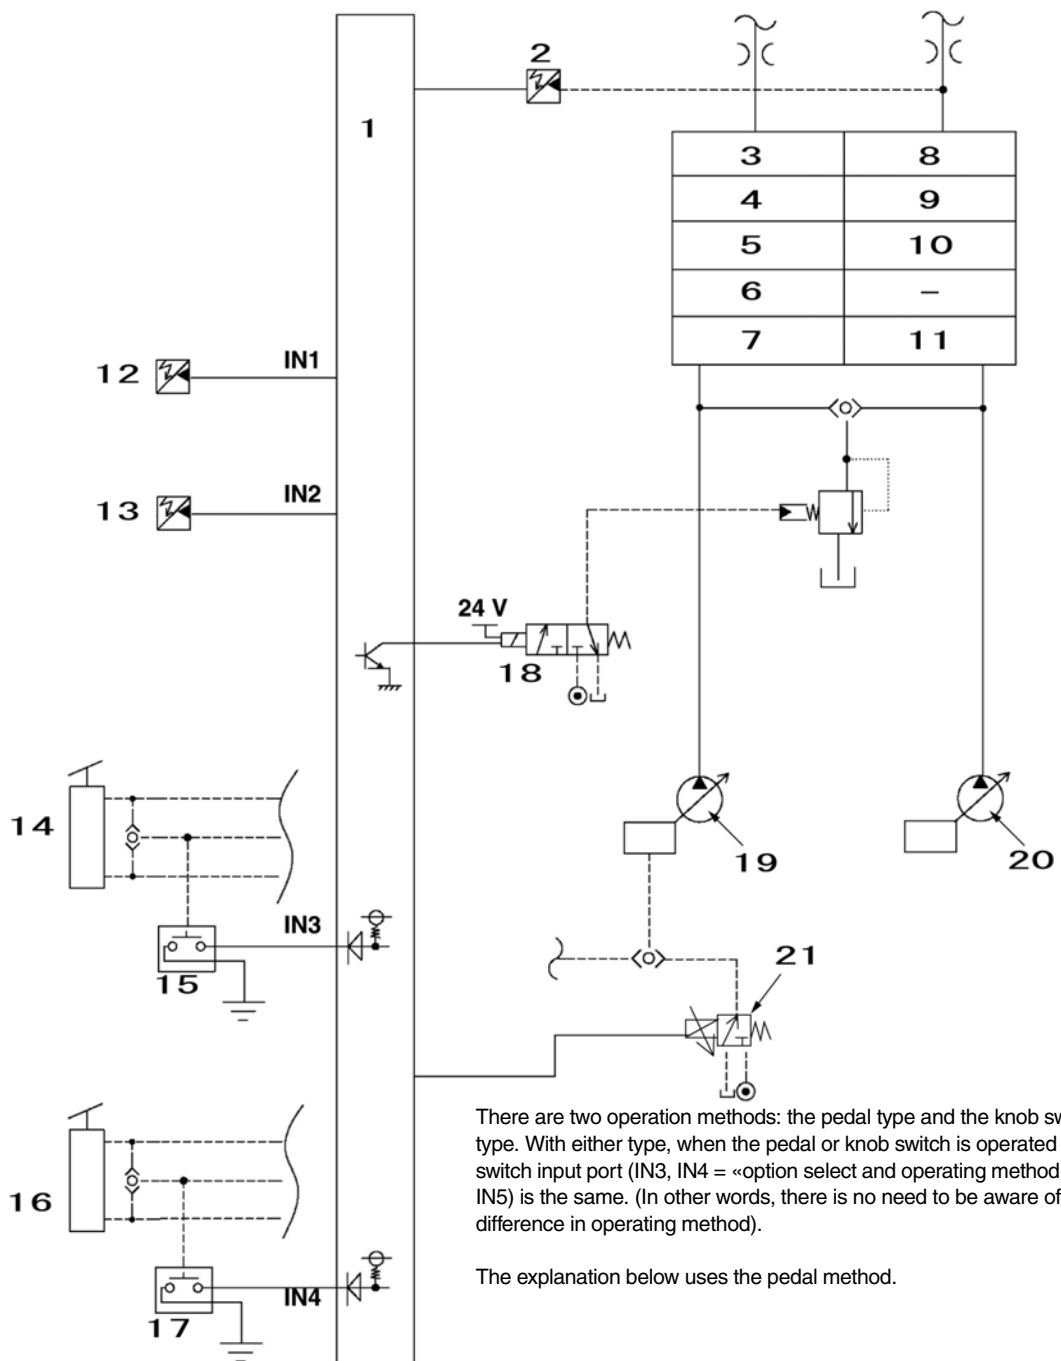 2
1
3 8
4 9
5 10
6 –
7 11
12 IN1
13 IN2
24 V
18
14
19
20
IN3
15
21
There are two operation methods: the pedal type and the knob sw
type. With either type, when the pedal or knob switch is operated
switch input port (IN3, IN4 = «option select and operating method
IN5) is the same. (In other words, there is no need to be aware of
difference in operating method).
16
The explanation below uses the pedal method.
IN4
17